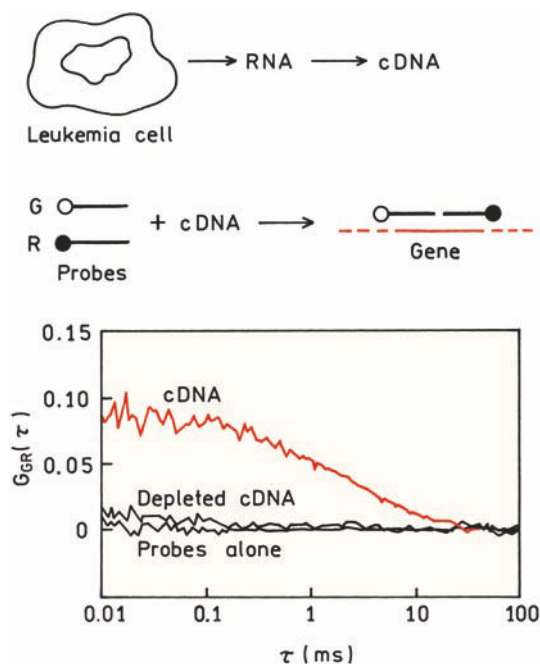 RNA
cDNA
Leukemia cell
G
R
Probes
+ cDNA
Gene
0.15
0.10
0.05
0
G_GR(τ)
cDNA
Depleted cDNA
Probes alone
0.01
0.1
1
10
100
τ (ms)